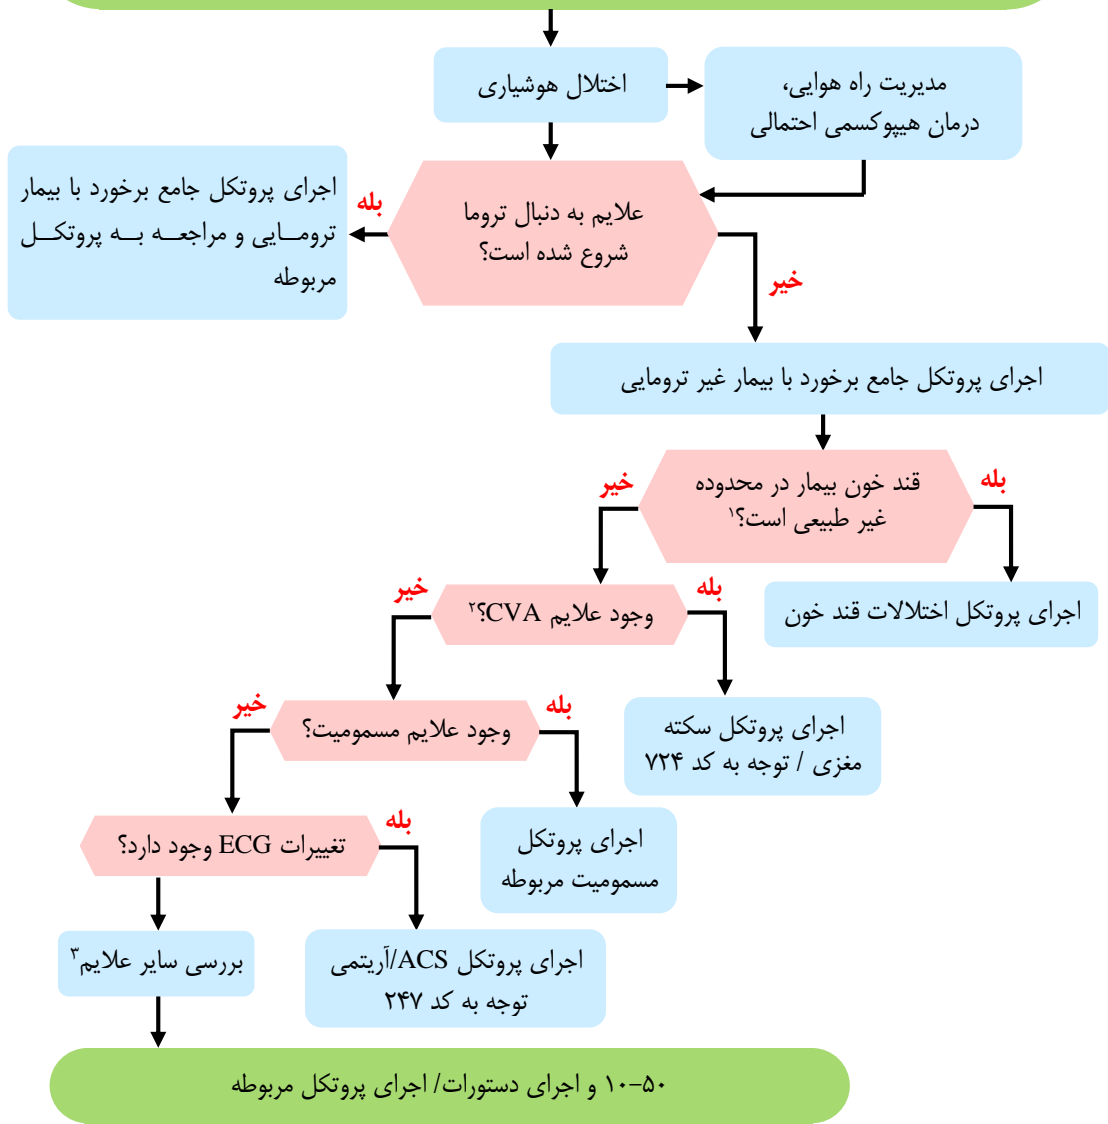 اختلال هوشیاری
مدیریت راه هوایی،
درمان هیپوکسمی احتمالی
علایم به دنبال تروما
شروع شده است؟
بله
اجرای پروتکل جامع برخورد با بیمار
ترومایی و مراجعه به پروتکل
مربوطه
خیر
اجرای پروتکل جامع برخورد با بیمار غیر ترومایی
قند خون بیمار در محدوده
غیر طبیعی است؟۱
بله
خیر
اجرای پروتکل اختلالات قند خون
وجود علایم CVA؟۲
بله
خیر
اجرای پروتکل سکته
مغزی / توجه به کد ۷۲۴
وجود علایم مسمومیت؟
بله
خیر
اجرای پروتکل
مسمومیت مربوطه
تغییرات ECG وجود دارد؟
بله
اجرای پروتکل ACS/آریتمی
توجه به کد ۲۴۷
بررسی سایر علایم۳
۱۰-۵۰ و اجرای دستورات/ اجرای پروتکل مربوطه